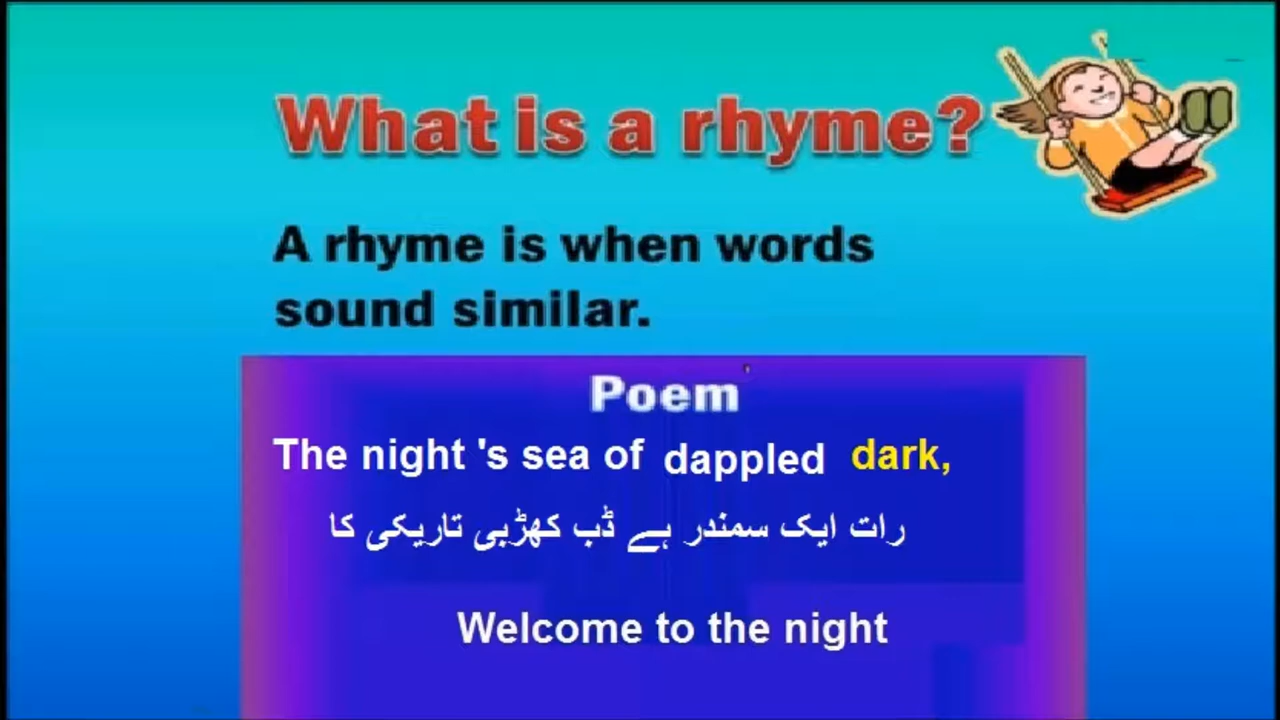 What is a rhyme?
A rhyme is when words
sound similar.
Poem
The night 's sea of dappled dark,
رات ایک سمندر ہے ڈب کھڑبی تاریکی کا
Welcome to the night